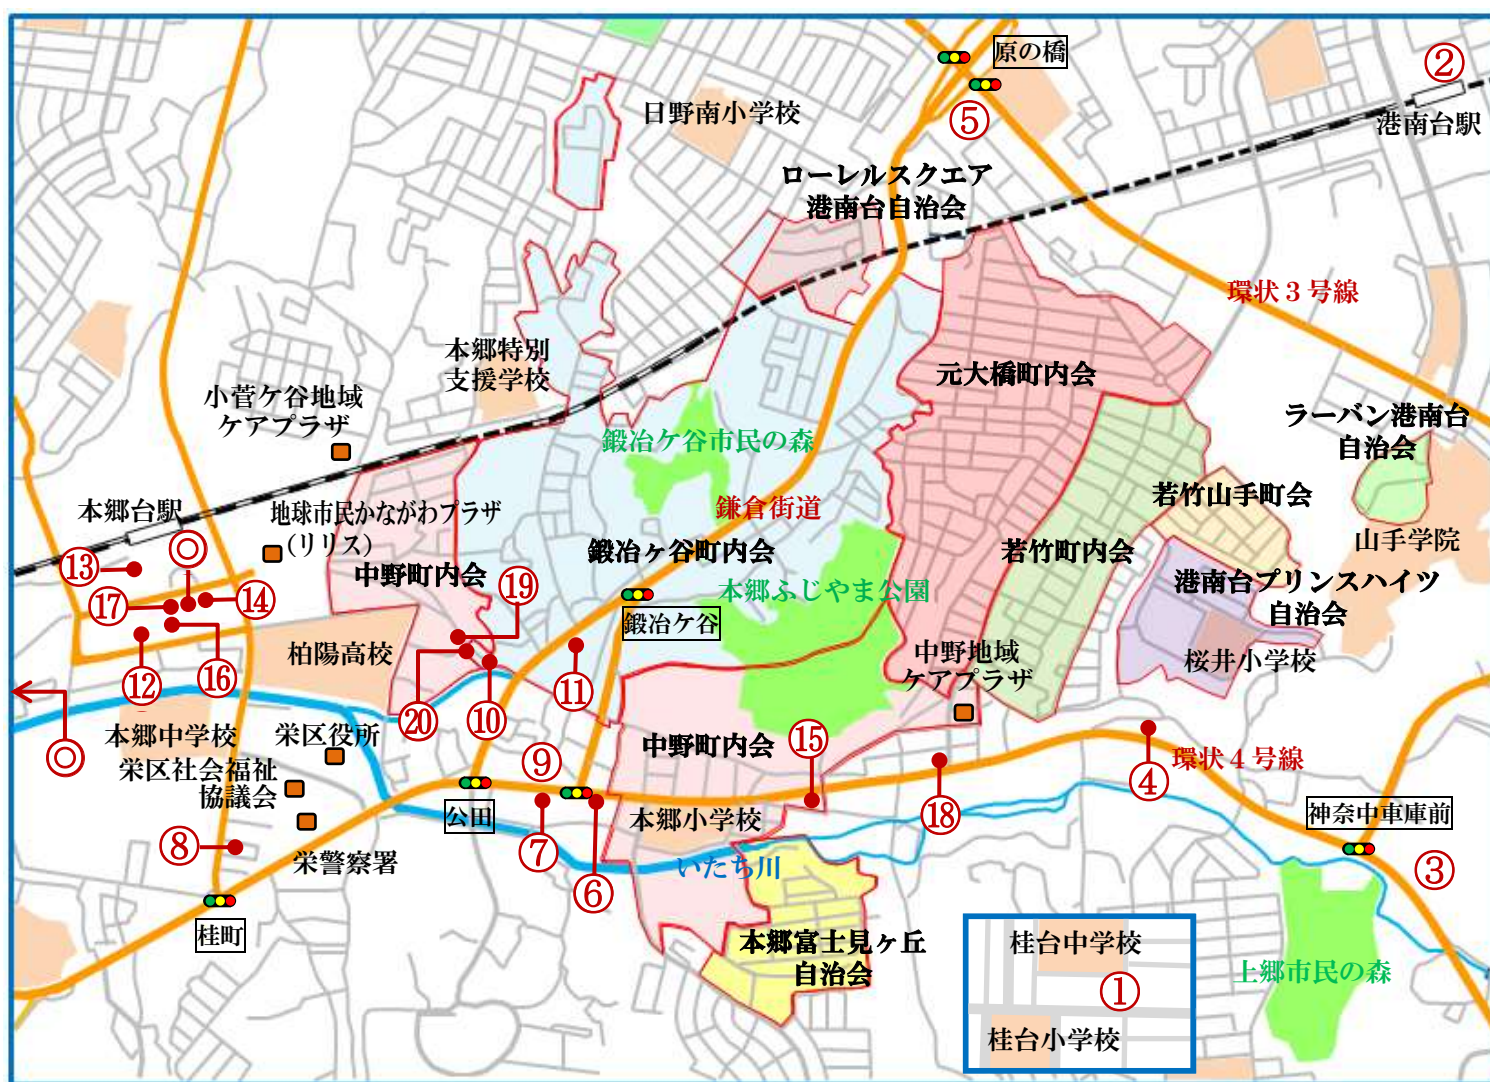 原の橋
②
日野南小学校
⑤
港南台駅
ローレルスクエア
港南台自治会
環状3号線
本郷特別
支援学校
元大橋町内会
小菅ケ谷地域
ケアプラザ
ラーバン港南台
自治会
鍛冶ケ谷市民の森
若竹山手町会
本郷台駅
地球市民かながわプラザ
(リリス)
鎌倉街道
山手学院
◎
鍛冶ヶ谷町内会
若竹町内会
⑬
中野町内会
⑲
本郷ふじやま公園
港南台プリンスハイツ
自治会
⑰
⑭
鍛冶ケ谷
柏陽高校
中野地域
ケアプラザ
桜井小学校
⑫
⑯
⑳
⑩
⑪
◎
本郷中学校
栄区役所
中野町内会
⑮
⑨
環状4号線
栄区社会福祉
協議会
④
公田
本郷小学校
⑱
神奈中車庫前
⑧
⑦
栄警察署
いたち川
⑥
③
桂町
本郷富士見ヶ丘
自治会
桂台中学校
上郷市民の森
①
桂台小学校